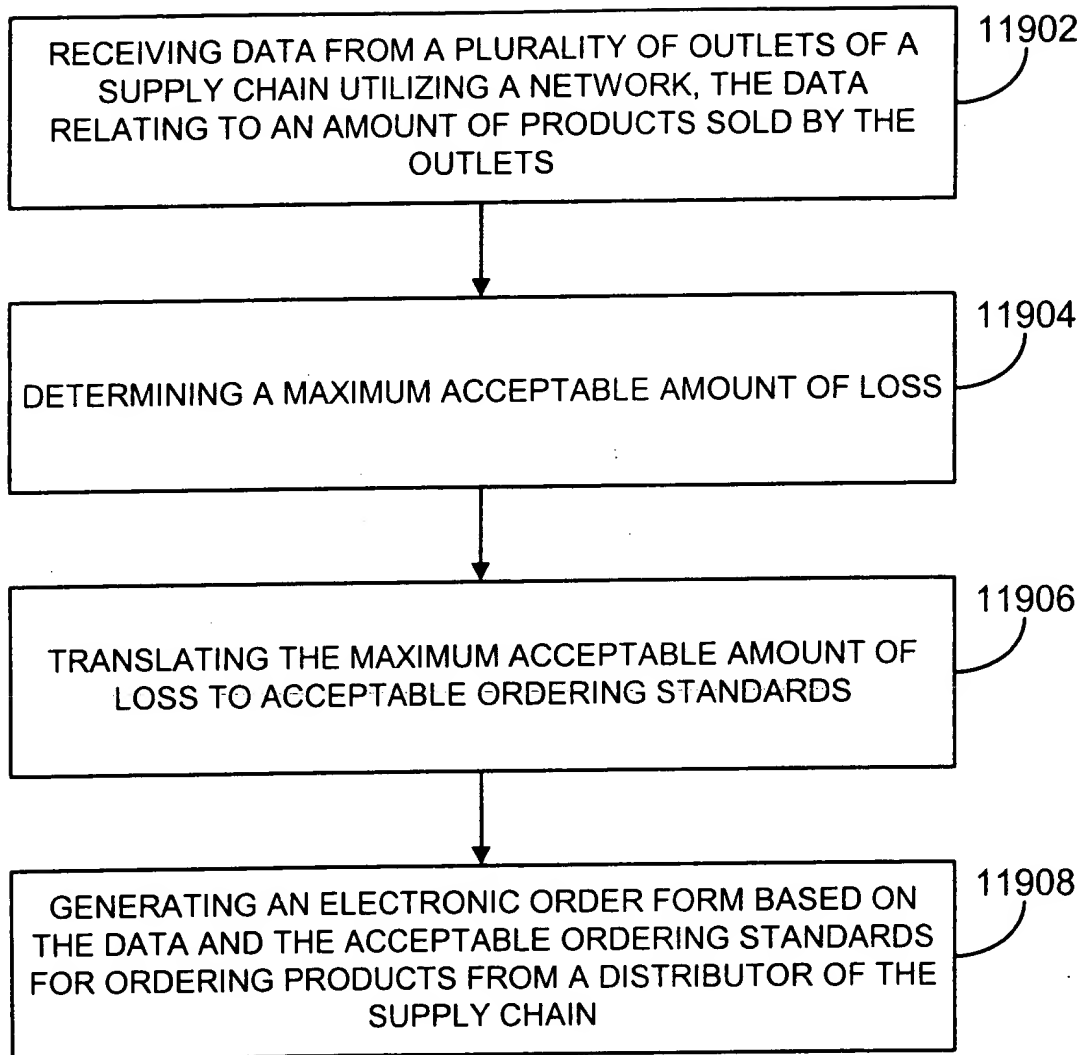 RECEIVING DATA FROM A PLURALITY OF OUTLETS OF A
SUPPLY CHAIN UTILIZING A NETWORK, THE DATA
RELATING TO AN AMOUNT OF PRODUCTS SOLD BY THE
OUTLETS
11902
DETERMINING A MAXIMUM ACCEPTABLE AMOUNT OF LOSS
11904
TRANSLATING THE MAXIMUM ACCEPTABLE AMOUNT OF
LOSS TO ACCEPTABLE ORDERING STANDARDS
11906
GENERATING AN ELECTRONIC ORDER FORM BASED ON
THE DATA AND THE ACCEPTABLE ORDERING STANDARDS
FOR ORDERING PRODUCTS FROM A DISTRIBUTOR OF THE
SUPPLY CHAIN
11908